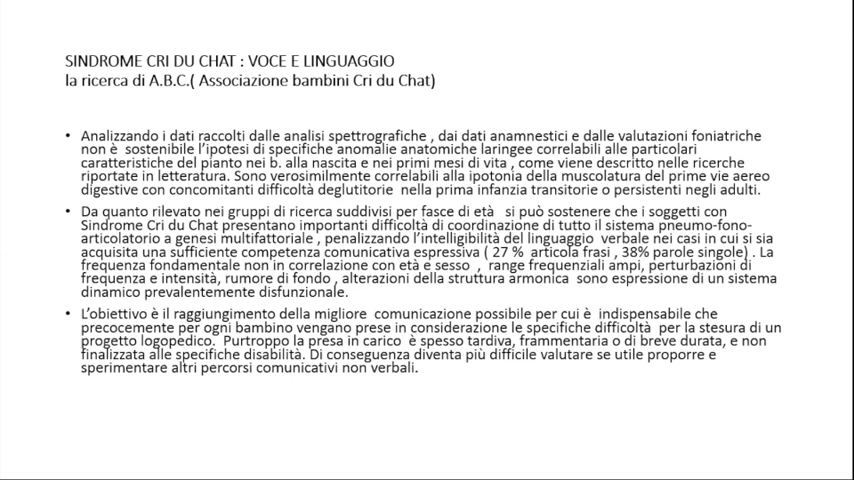 SINDROME CRI DU CHAT : VOCE E LINGUAGGIO
la ricerca di A.B.C.( Associazione bambini Cri du Chat)
• Analizzando i dati raccolti dalle analisi spettrografiche , dai dati anamnestici e dalle valutazioni foniatriche
non è  sostenibile l'ipotesi di specifiche anomalie anatomiche laringee correlabili alle particolari
caratteristiche del pianto nei b. alla nascita e nei primi mesi di vita , come viene descritto nelle ricerche
riportate in letteratura. Sono verosimilmente correlabili alla ipotonia della muscolatura del prime vie aereo
digestive con concomitanti difficoltà deglutitorie  nella prima infanzia transitorie o persistenti negli adulti.
• Da quanto rilevato nei gruppi di ricerca suddivisi per fasce di età   si può sostenere che i soggetti con
Sindrome Cri du Chat presentano importanti difficoltà di coordinazione di tutto il sistema pneumo-fono-
articolatorio a genesi multifattoriale , penalizzando l'intelligibilità del linguaggio  verbale nei casi in cui si sia
acquisita una sufficiente competenza comunicativa espressiva ( 27 %  articola frasi , 38% parole singole) . La
frequenza fondamentale non in correlazione con età e sesso  ,  range frequenziali ampi, perturbazioni di
frequenza e intensità, rumore di fondo , alterazioni della struttura armonica  sono espressione di un sistema
dinamico prevalentemente disfunzionale.
• L'obiettivo è il raggiungimento della migliore  comunicazione possibile per cui è  indispensabile che
precocemente per ogni bambino vengano prese in considerazione le specifiche difficoltà  per la stesura di un
progetto logopedico.  Purtroppo la presa in carico  è spesso tardiva, frammentaria o di breve durata, e non
finalizzata alle specifiche disabilità. Di conseguenza diventa più difficile valutare se utile proporre e
sperimentare altri percorsi comunicativi non verbali.